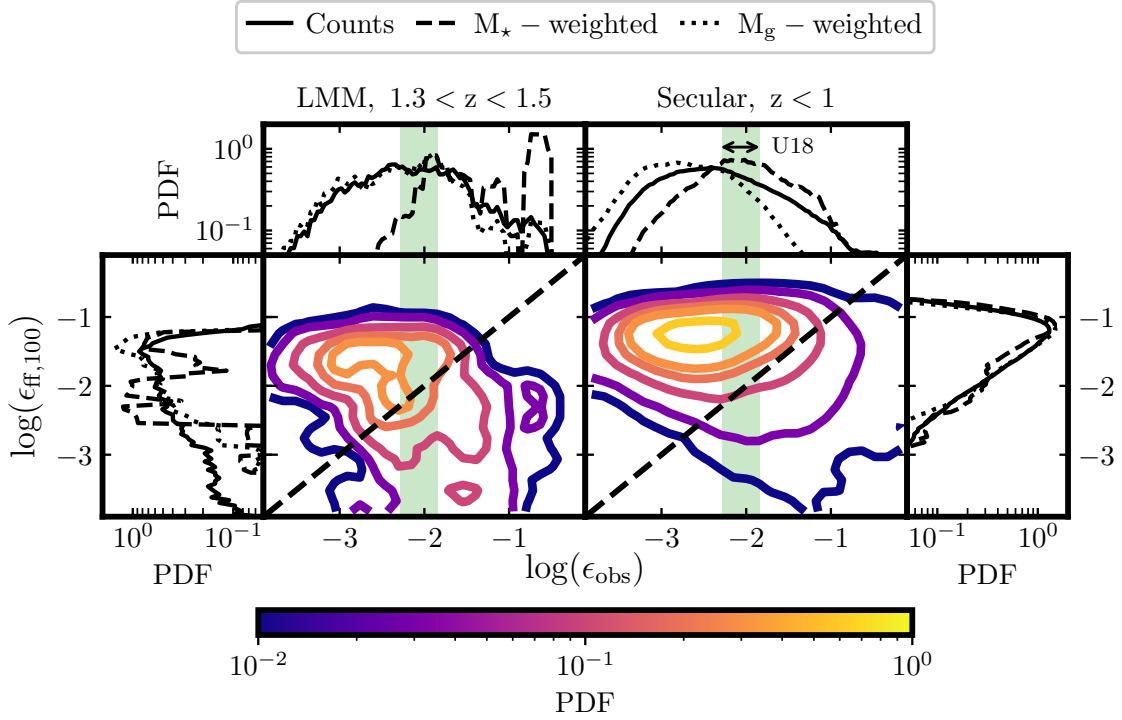 Counts M⋆ − weighted Mg − weighted
LMM, 1.3 < z < 1.5 Secular, z < 1
PDF
10⁰
10⁻¹
U18
log(ϵff,100)
−1
−2
−3
−1
−2
−3
10⁰ 10⁻¹
−3 −2 −1 −3 −2 −1
10⁻¹ 10⁰
PDF log(ϵobs) PDF
10⁻² 10⁻¹ 10⁰
PDF